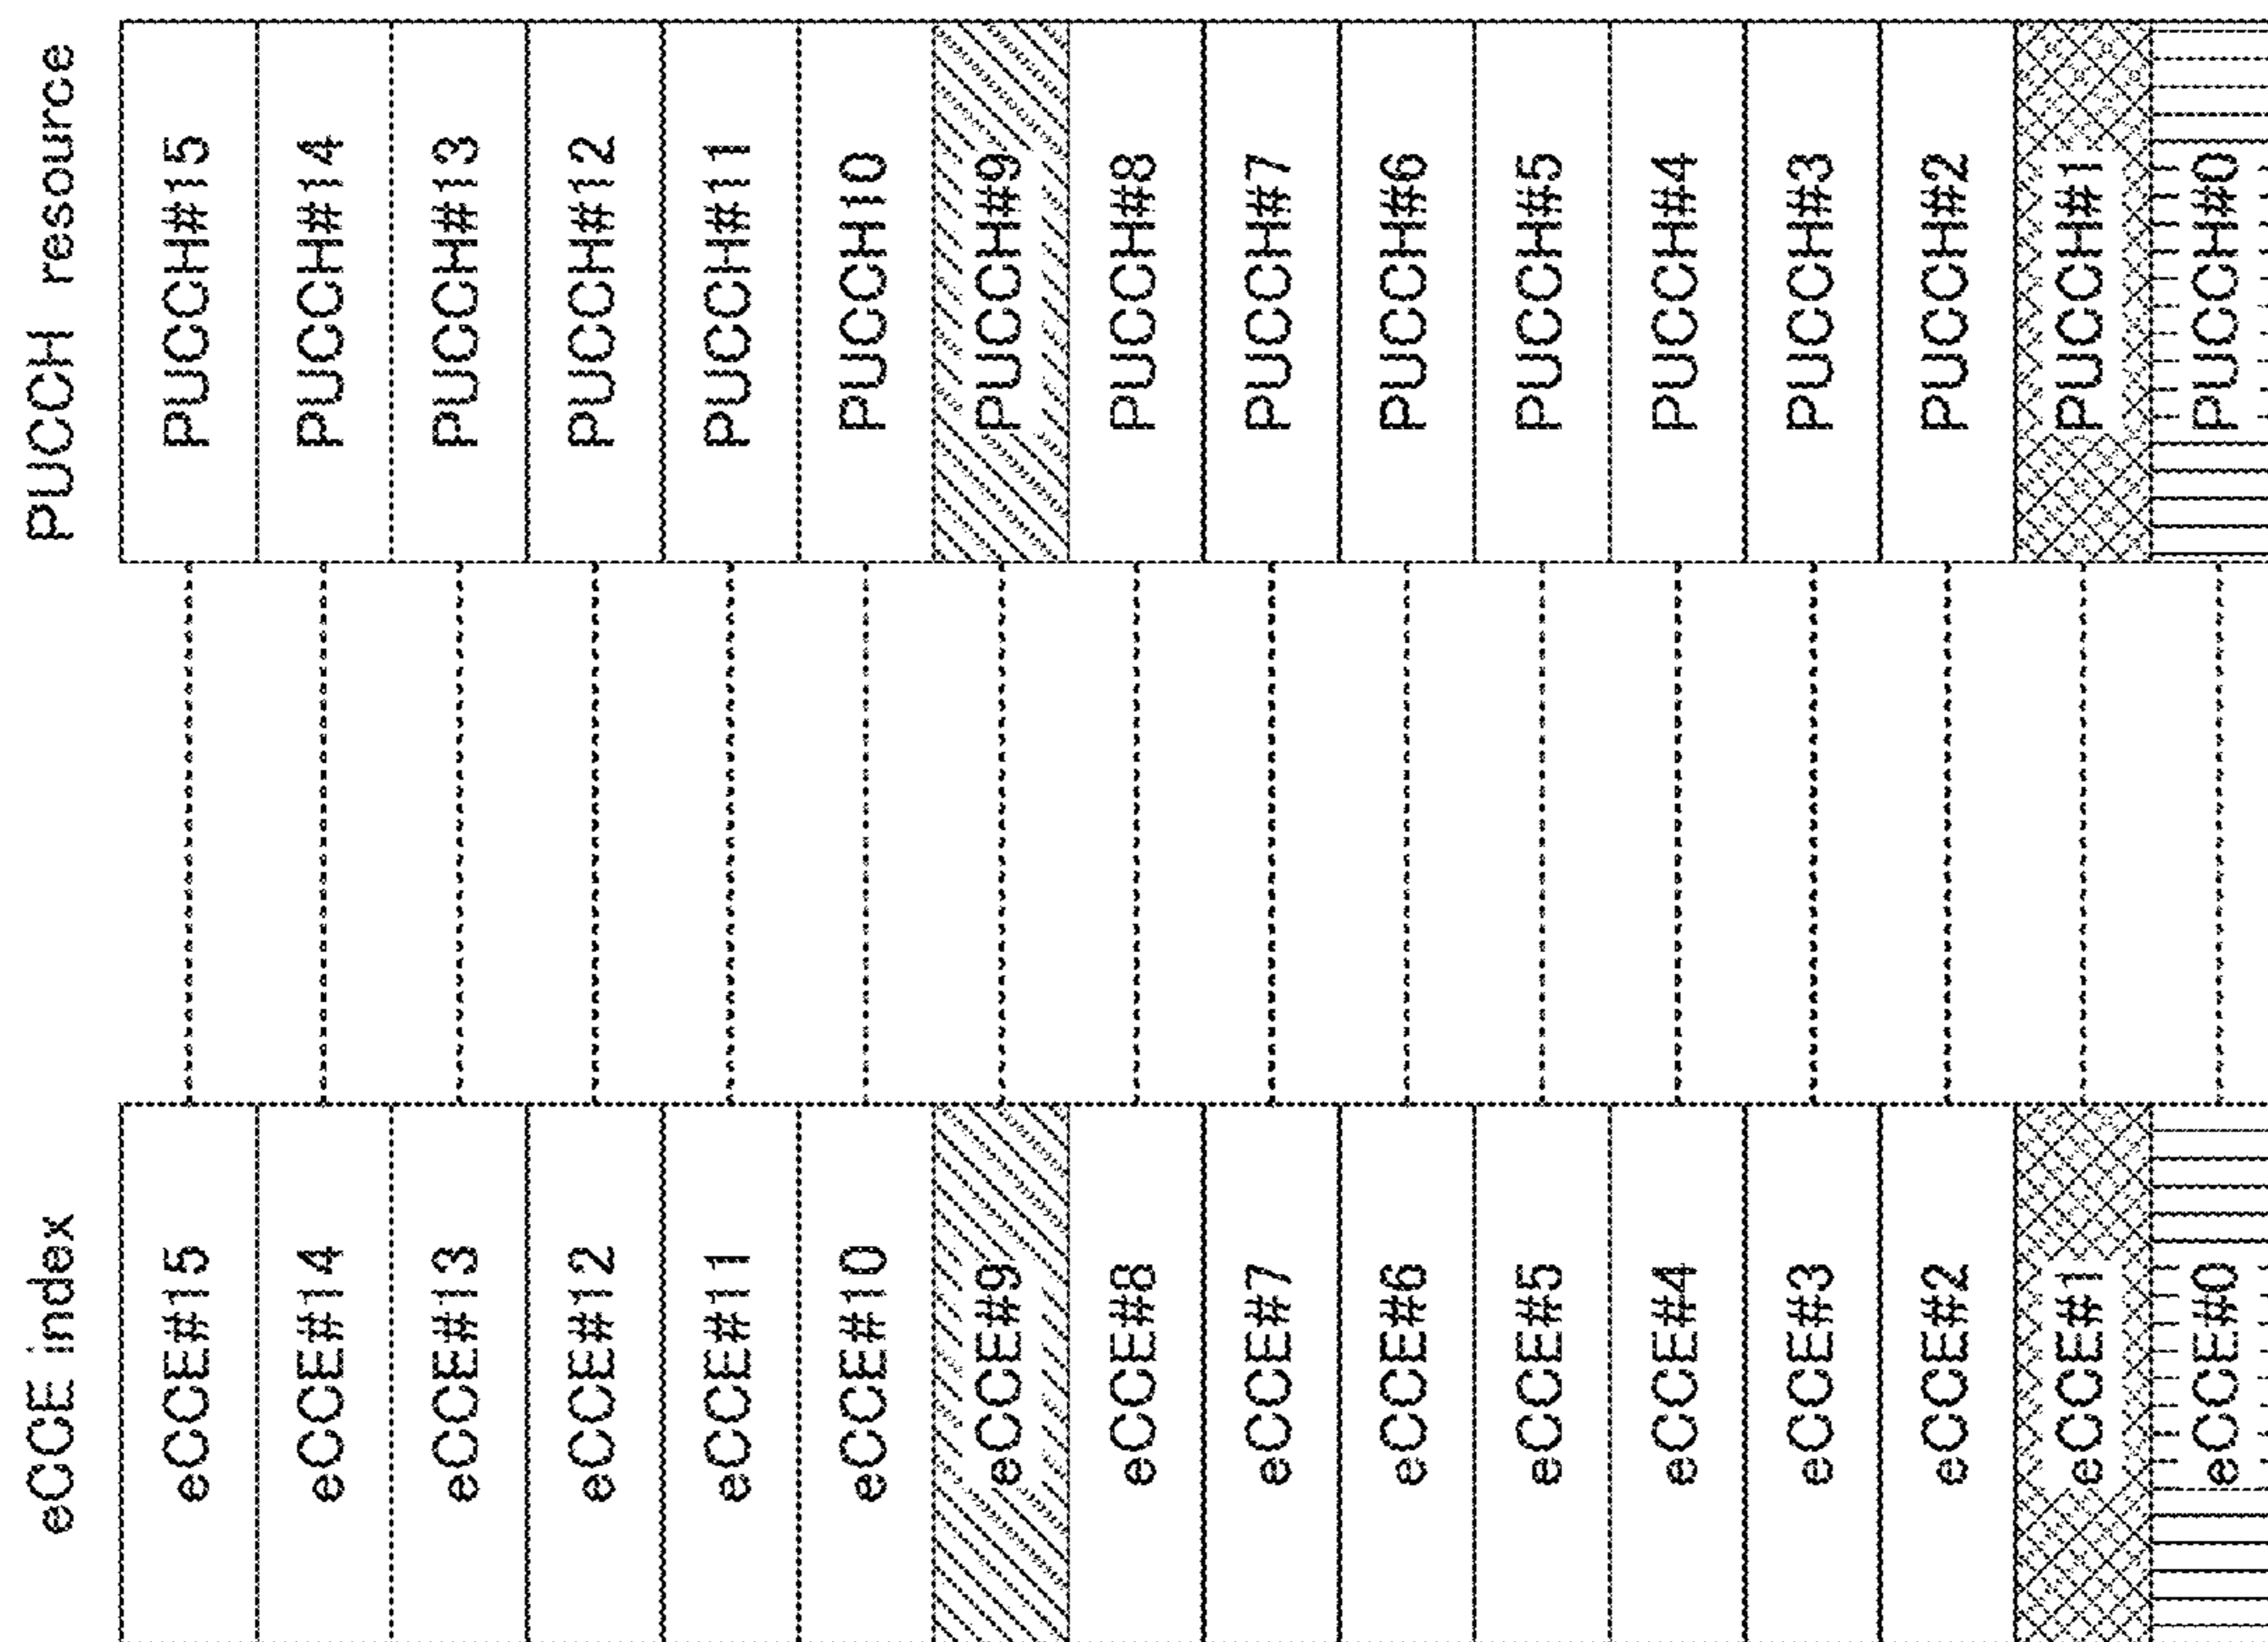 eCCE index
PUCCH resource
eCCE#15
PUCCH#15
eCCE#14
PUCCH#14
eCCE#13
PUCCH#13
eCCE#12
PUCCH#12
eCCE#11
PUCCH#11
eCCE#10
PUCCH10
eCCE#9
PUCCH#9
eCCE#8
PUCCH#8
eCCE#7
PUCCH#7
eCCE#6
PUCCH#6
eCCE#5
PUCCH#5
eCCE#4
PUCCH#4
eCCE#3
PUCCH#3
eCCE#2
PUCCH#2
eCCE#1
PUCCH#1
eCCE#0
PUCCH#0